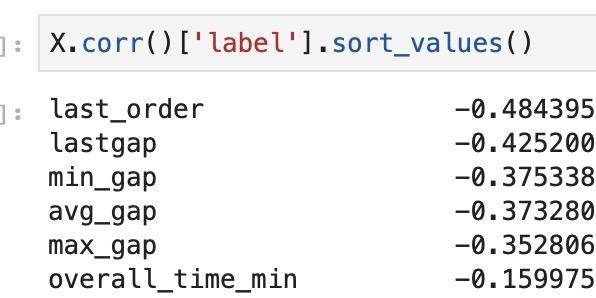 ]: X.corr()['label'].sort_values()
]: last_order -0.484395
lastgap -0.425200
min_gap -0.375338
avg_gap -0.373280
max_gap -0.352806
overall_time_min -0.159975